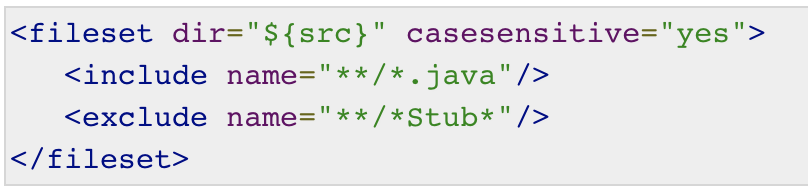 <fileset dir="${src}" casesensitive="yes">
   <include name="**/*.java"/>
   <exclude name="**/*Stub*"/>
</fileset>